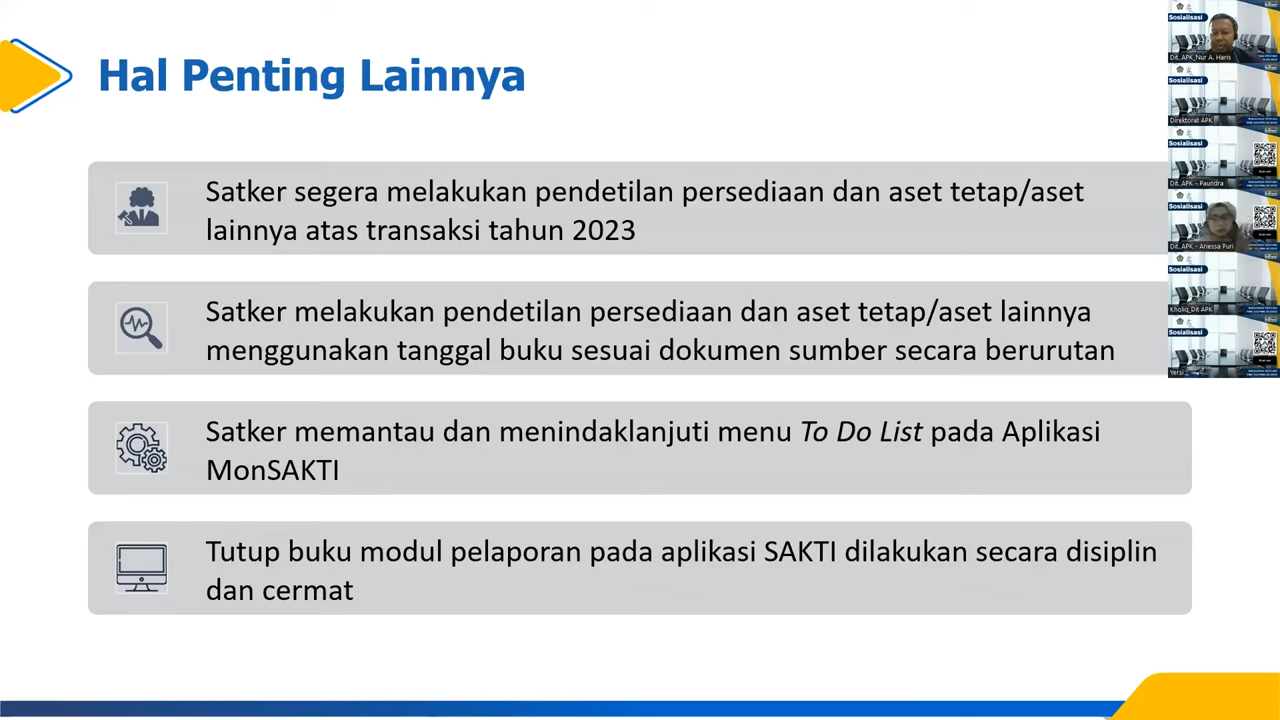 Hal Penting Lainnya
Satker segera melakukan pendetilan persediaan dan aset tetap/aset
lainnya atas transaksi tahun 2023
Satker melakukan pendetilan persediaan dan aset tetap/aset lainnya
menggunakan tanggal buku sesuai dokumen sumber secara berurutan
Satker memantau dan menindaklanjuti menu To Do List pada Aplikasi
MonSAKTI
Tutup buku modul pelaporan pada aplikasi SAKTI dilakukan secara disiplin
dan cermat
Sosialisasi
Dit. APK_Nur A. Haris
Sosialisasi
Direktorat APK
Sosialisasi
Dit. APK - Paundra
Sosialisasi
Dit. APK - Ariessa Puri
Sosialisasi
Kholiq_Dit APK
Sosialisasi
Yersi